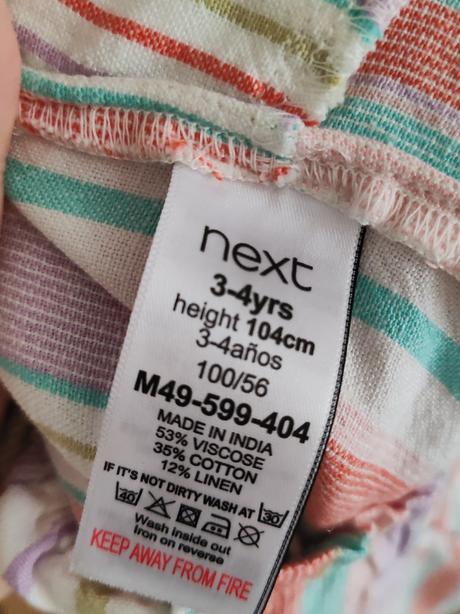 next
3-4yrs
height 104cm
3-4años
100/56
M49-599-404
MADE IN INDIA
53% VISCOSE
35% COTTON
12% LINEN
IF IT'S NOT DIRTY WASH AT 30
40
Wash inside out
iron on reverse
KEEP AWAY FROM FIRE